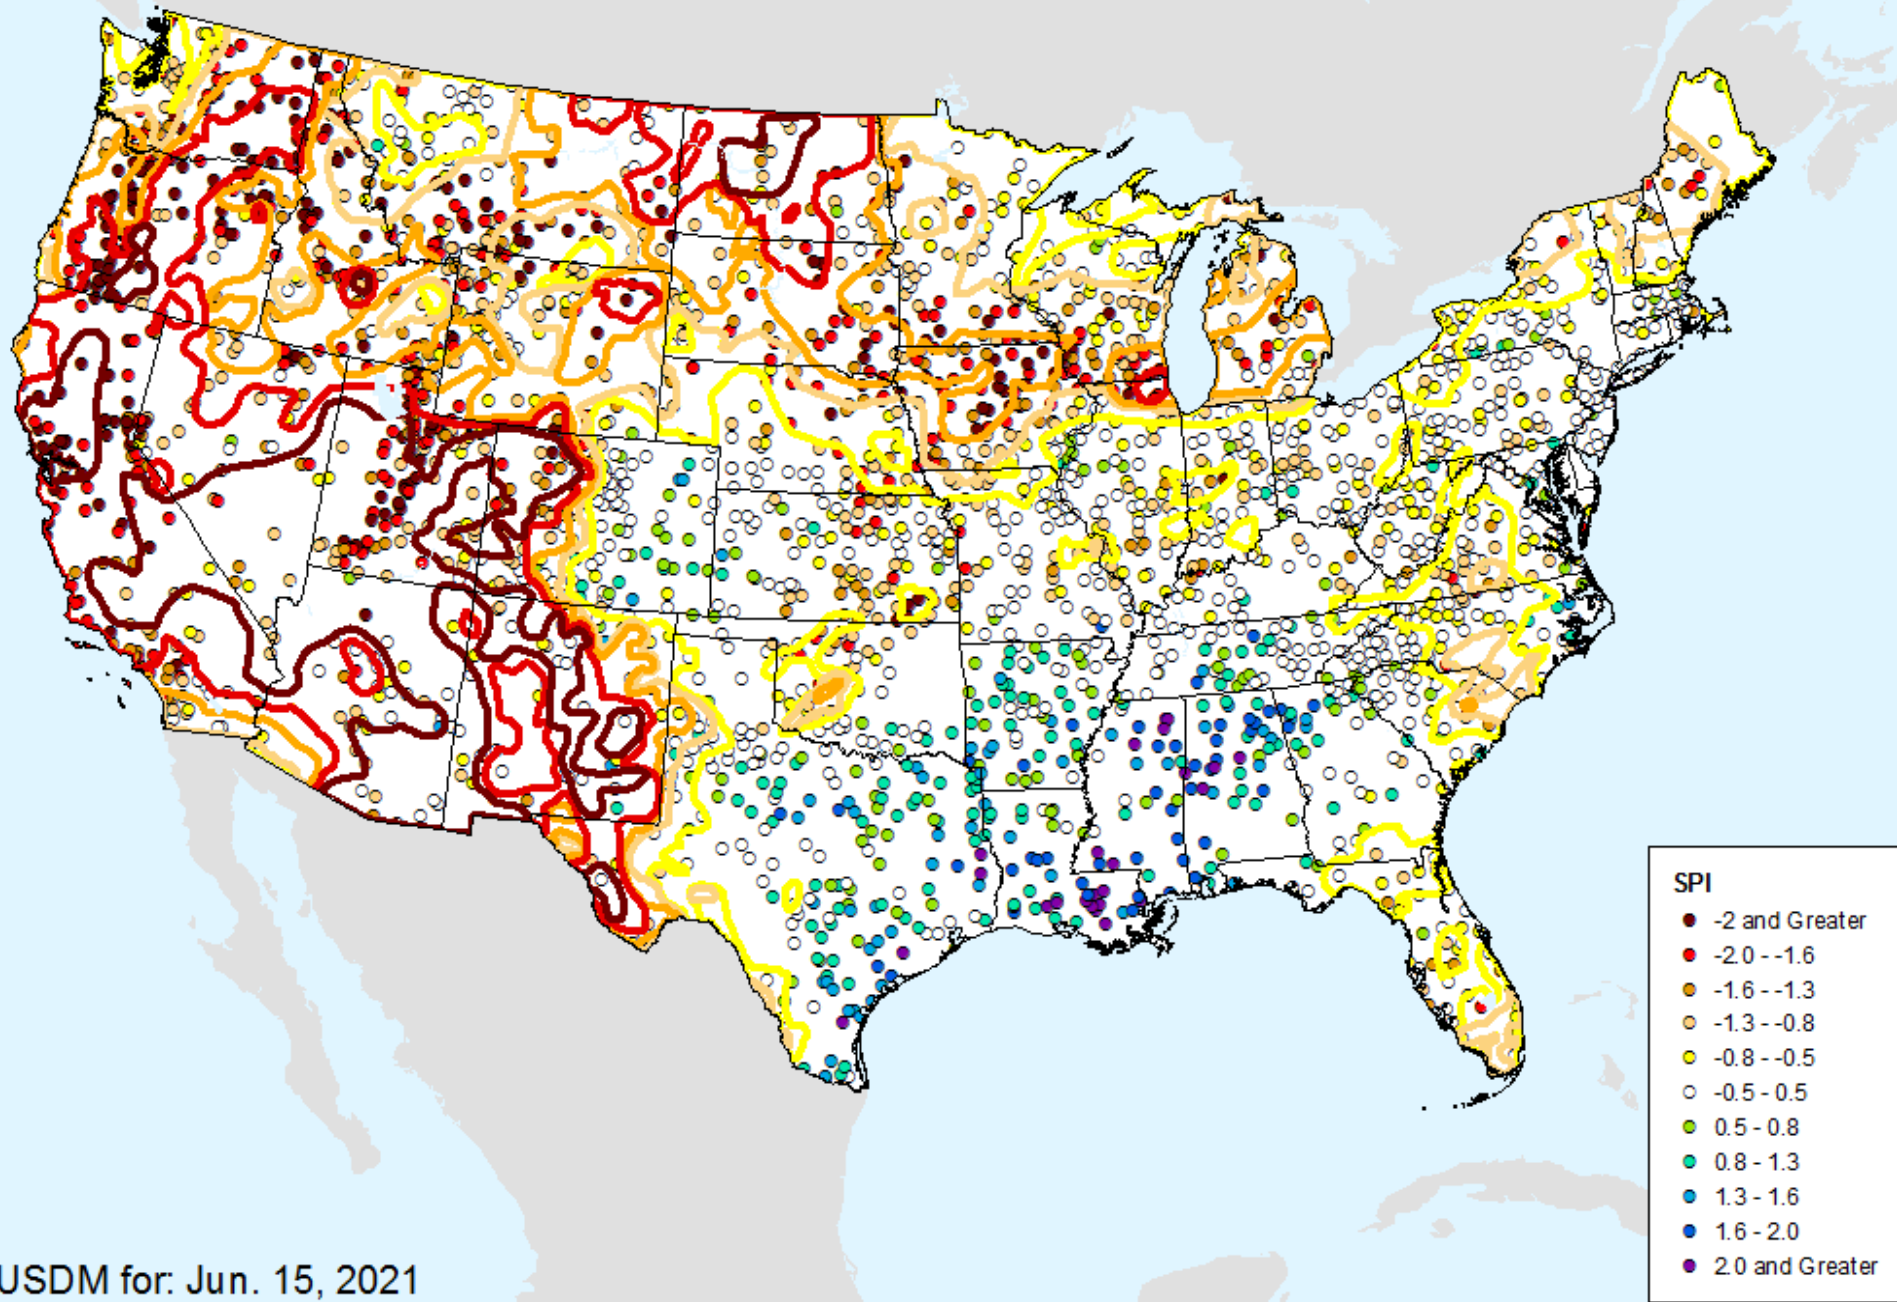 SPI
-2 and Greater
-2.0 - -1.6
-1.6 - -1.3
-1.3 - -0.8
-0.8 - -0.5
-0.5 - 0.5
0.5 - 0.8
0.8 - 1.3
1.3 - 1.6
1.6 - 2.0
2.0 and Greater
USDM for: Jun. 15, 2021